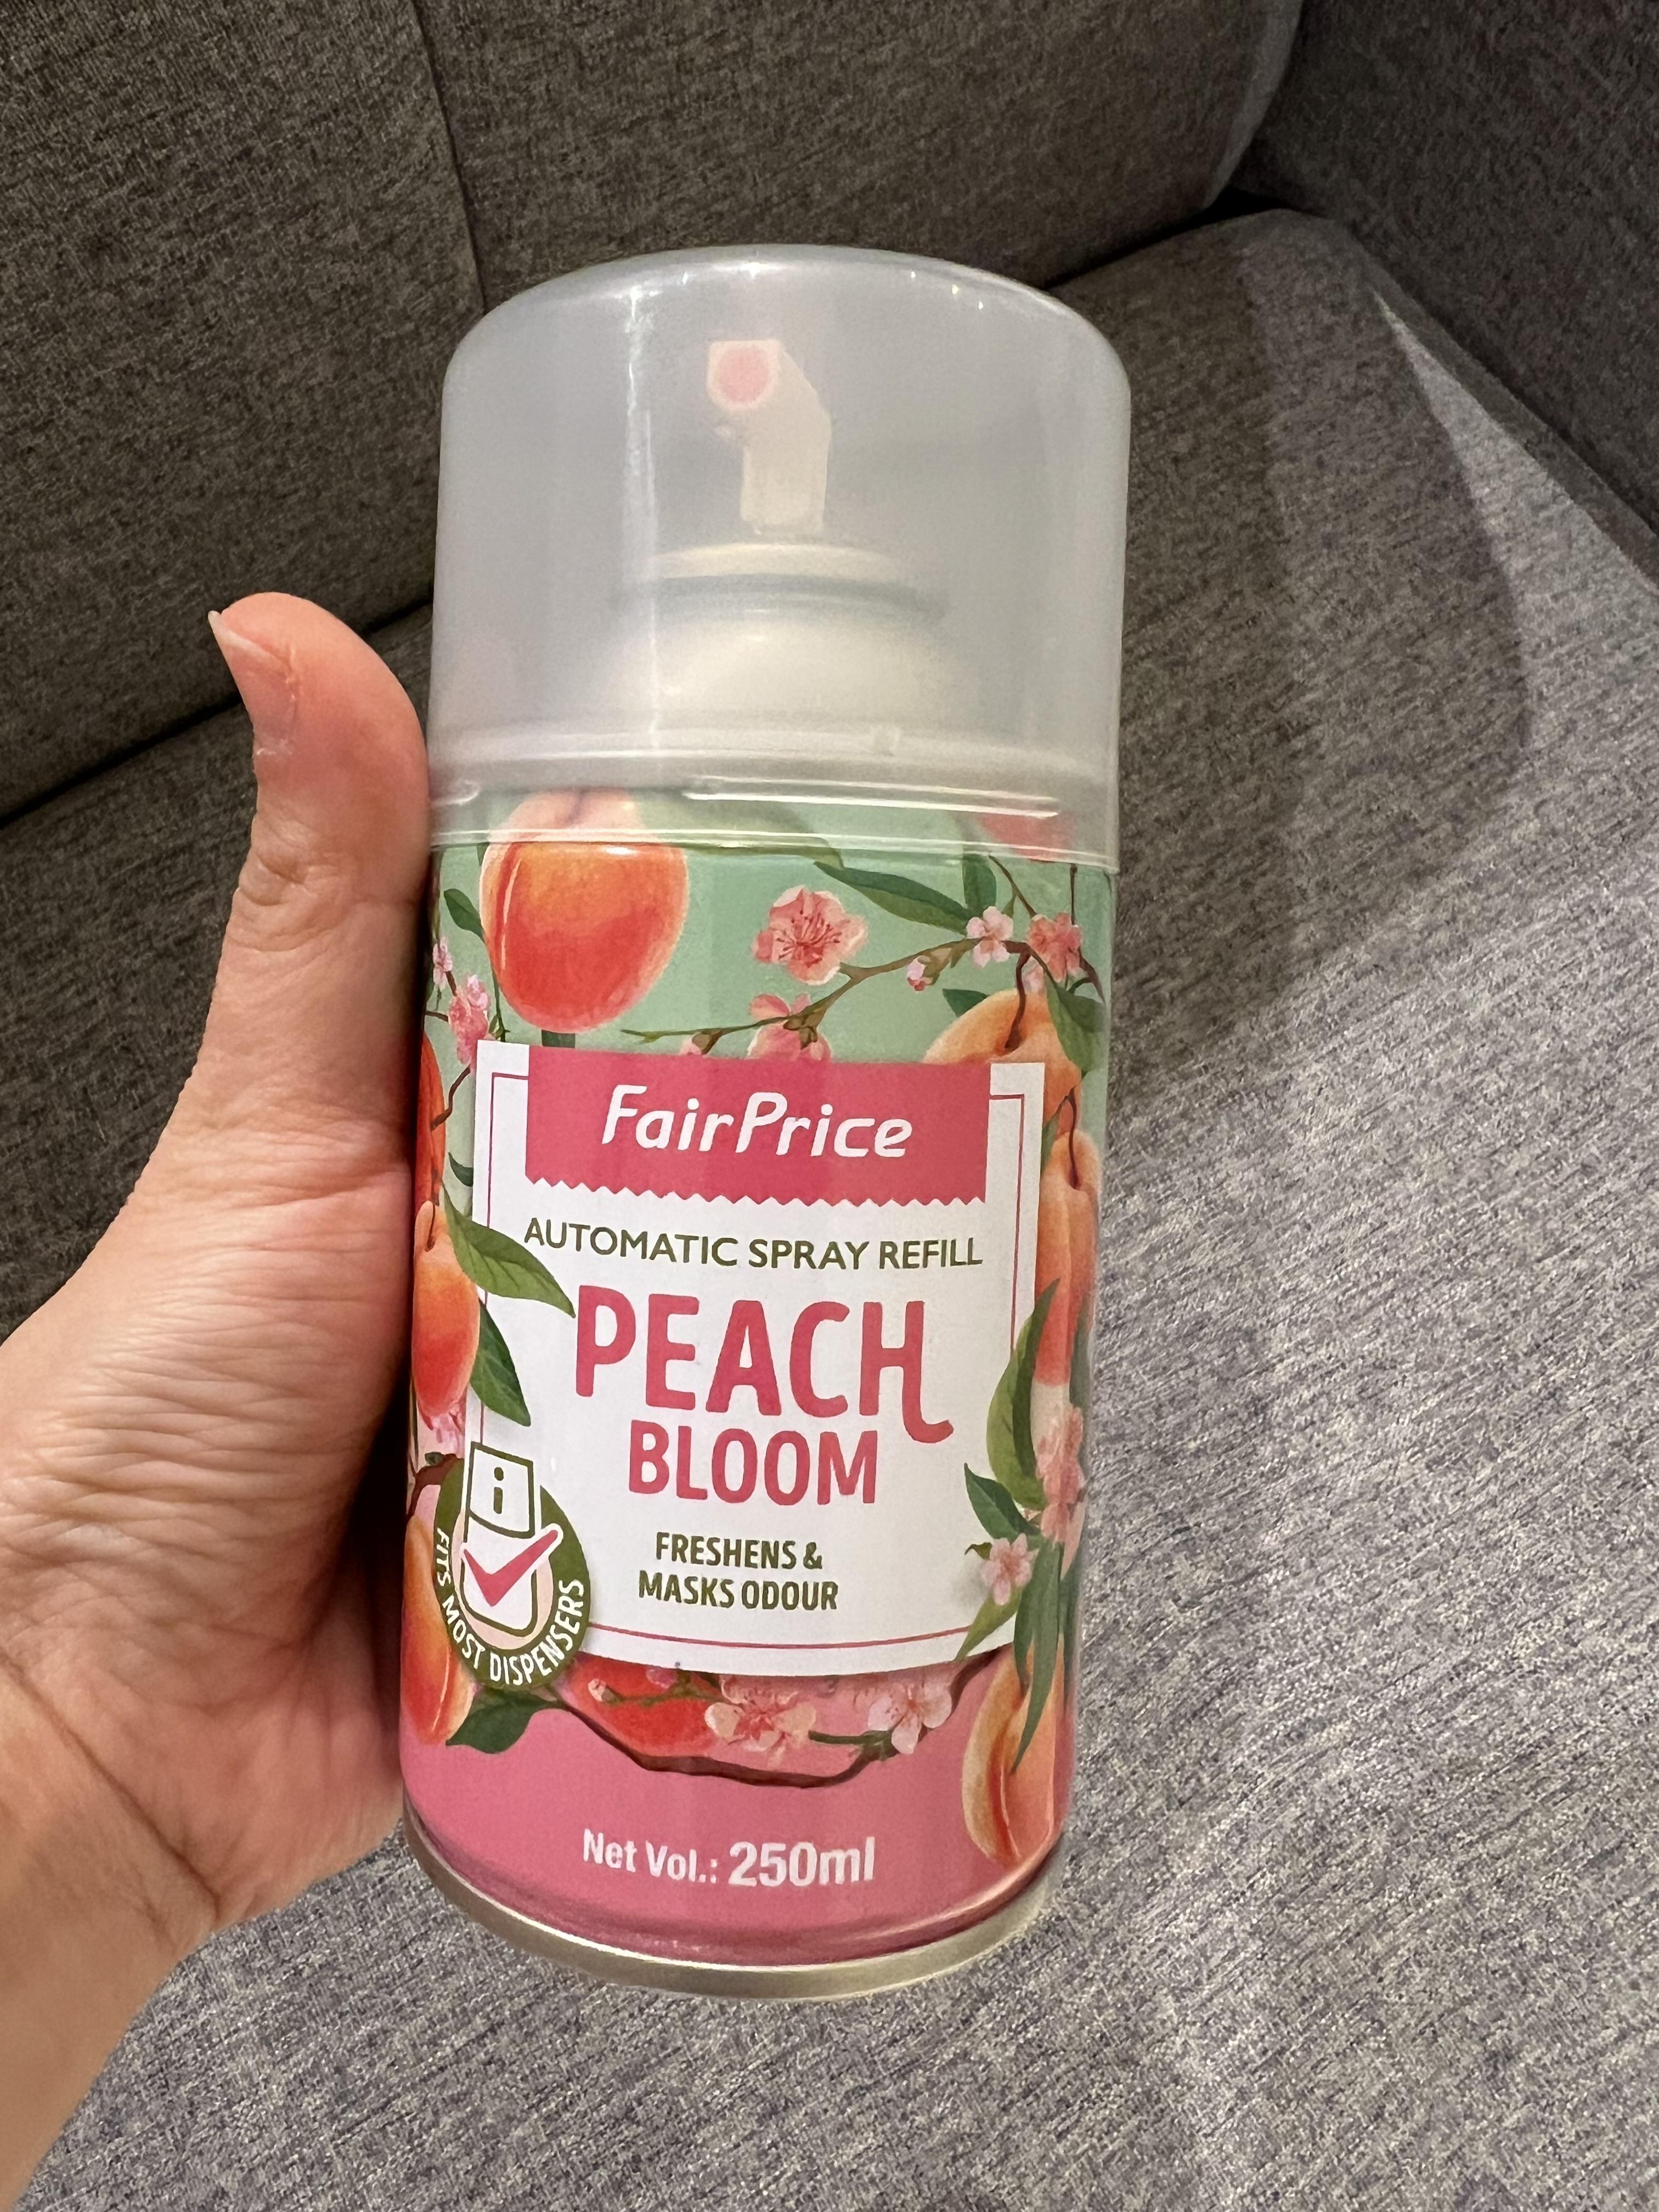 FairPrice
AUTOMATIC SPRAY REFILL
PEACH
BLOOM
FRESHENS &
MASKS ODOUR
i
FITS MOST DISPENSERS
Net Vol.: 250ml